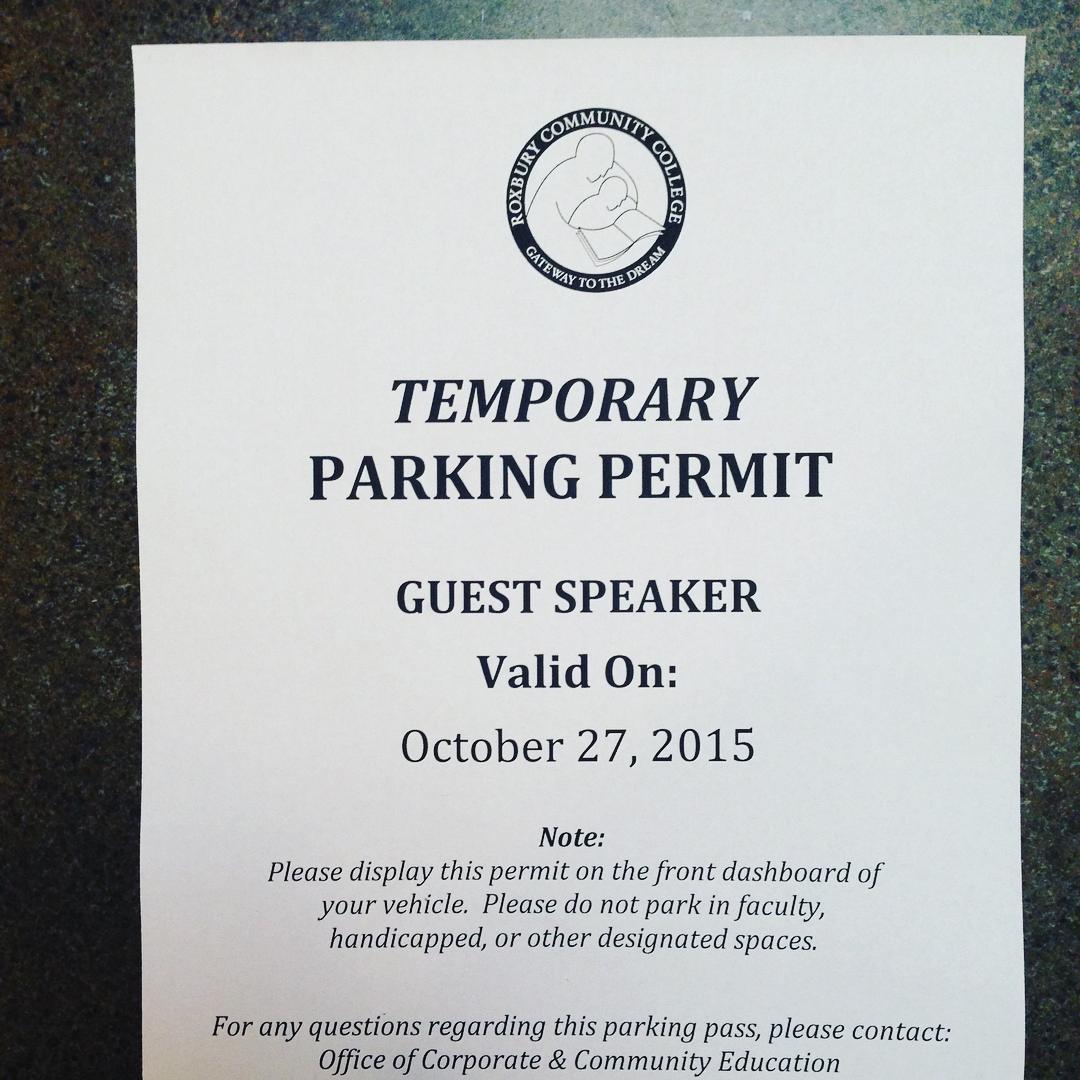 ROXBURY COMMUNITY COLLEGE
GATEWAY TO THE DREAM
TEMPORARY
PARKING PERMIT
GUEST SPEAKER
Valid On:
October 27, 2015
Note:
Please display this permit on the front dashboard of
your vehicle. Please do not park in faculty,
handicapped, or other designated spaces.
For any questions regarding this parking pass, please contact:
Office of Corporate & Community Education